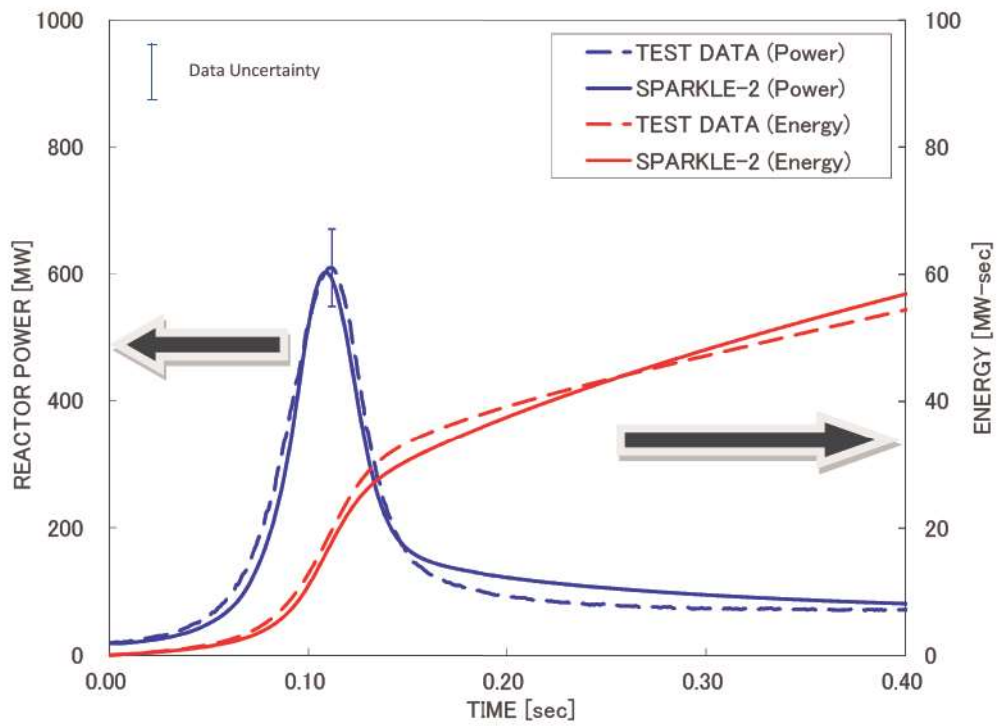 1000
800
600
400
200
0
REACTOR POWER [MW]
Data Uncertainty
TEST DATA (Power)
SPARKLE-2 (Power)
TEST DATA (Energy)
SPARKLE-2 (Energy)
100
80
60
40
20
0
ENERGY [MW-sec]
0.00 0.10 0.20 0.30 0.40
TIME [sec]